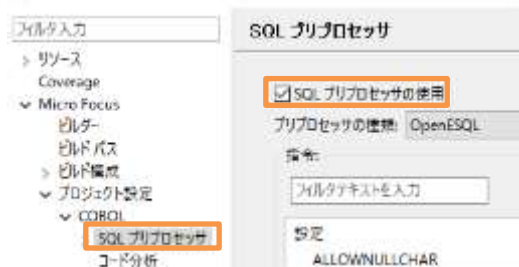 フィルタ入力
> リソース
Coverage
Micro Focus
ビルダー
ビルド パス
> ビルド構成
プロジェクト設定
COBOL
SQL プリプロセッサ
コード分析
SQL プリプロセッサ
SQL プリプロセッサの使用
プリプロセッサの種類: OpenESQL
指令:
フィルタテキストを入力
設定
ALLOWNULLCHAR